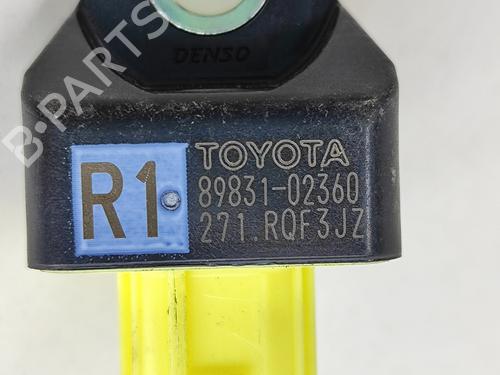 DENSO
B-PARTS
R1
TOYOTA
89831-02360
271.RQF3JZ